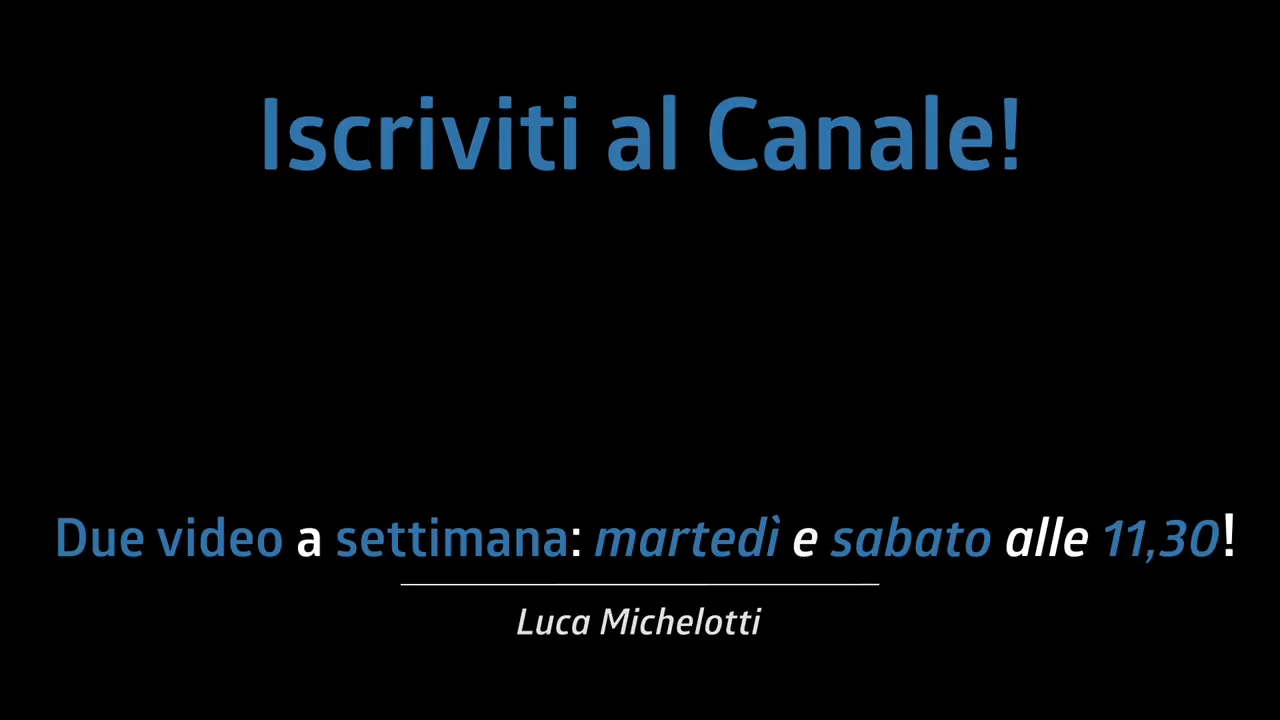 Iscriviti al Canale!
Due video a settimana: martedì e sabato alle 11,30!
Luca Michelotti